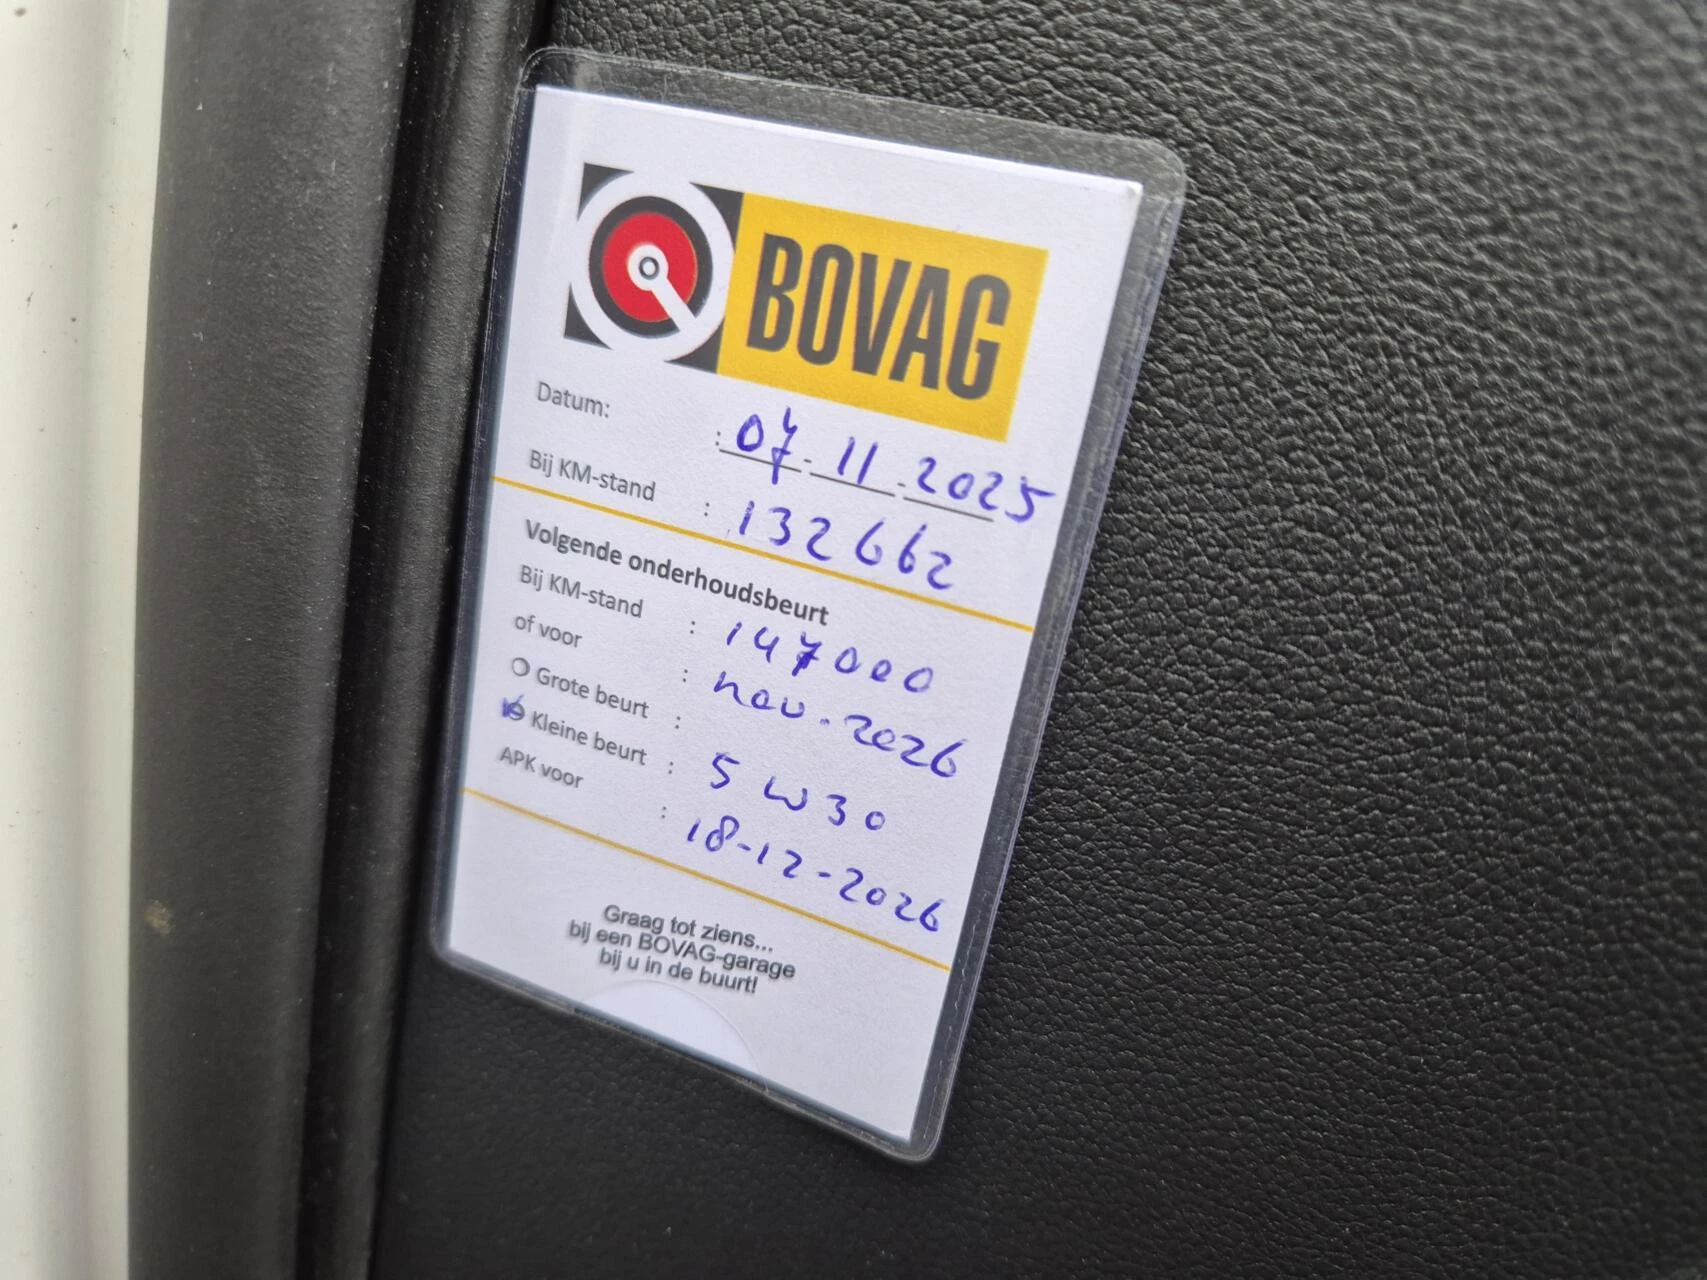 BOVAG
Datum: : 07-11-2025
Bij KM-stand : 132662
Volgende onderhoudsbeurt
Bij KM-stand : 147000
of voor : nov. 2026
Grote beurt :
Kleine beurt : 5w30
APK voor : 18-12-2026
Graag tot ziens...
bij een BOVAG-garage
bij u in de buurt!